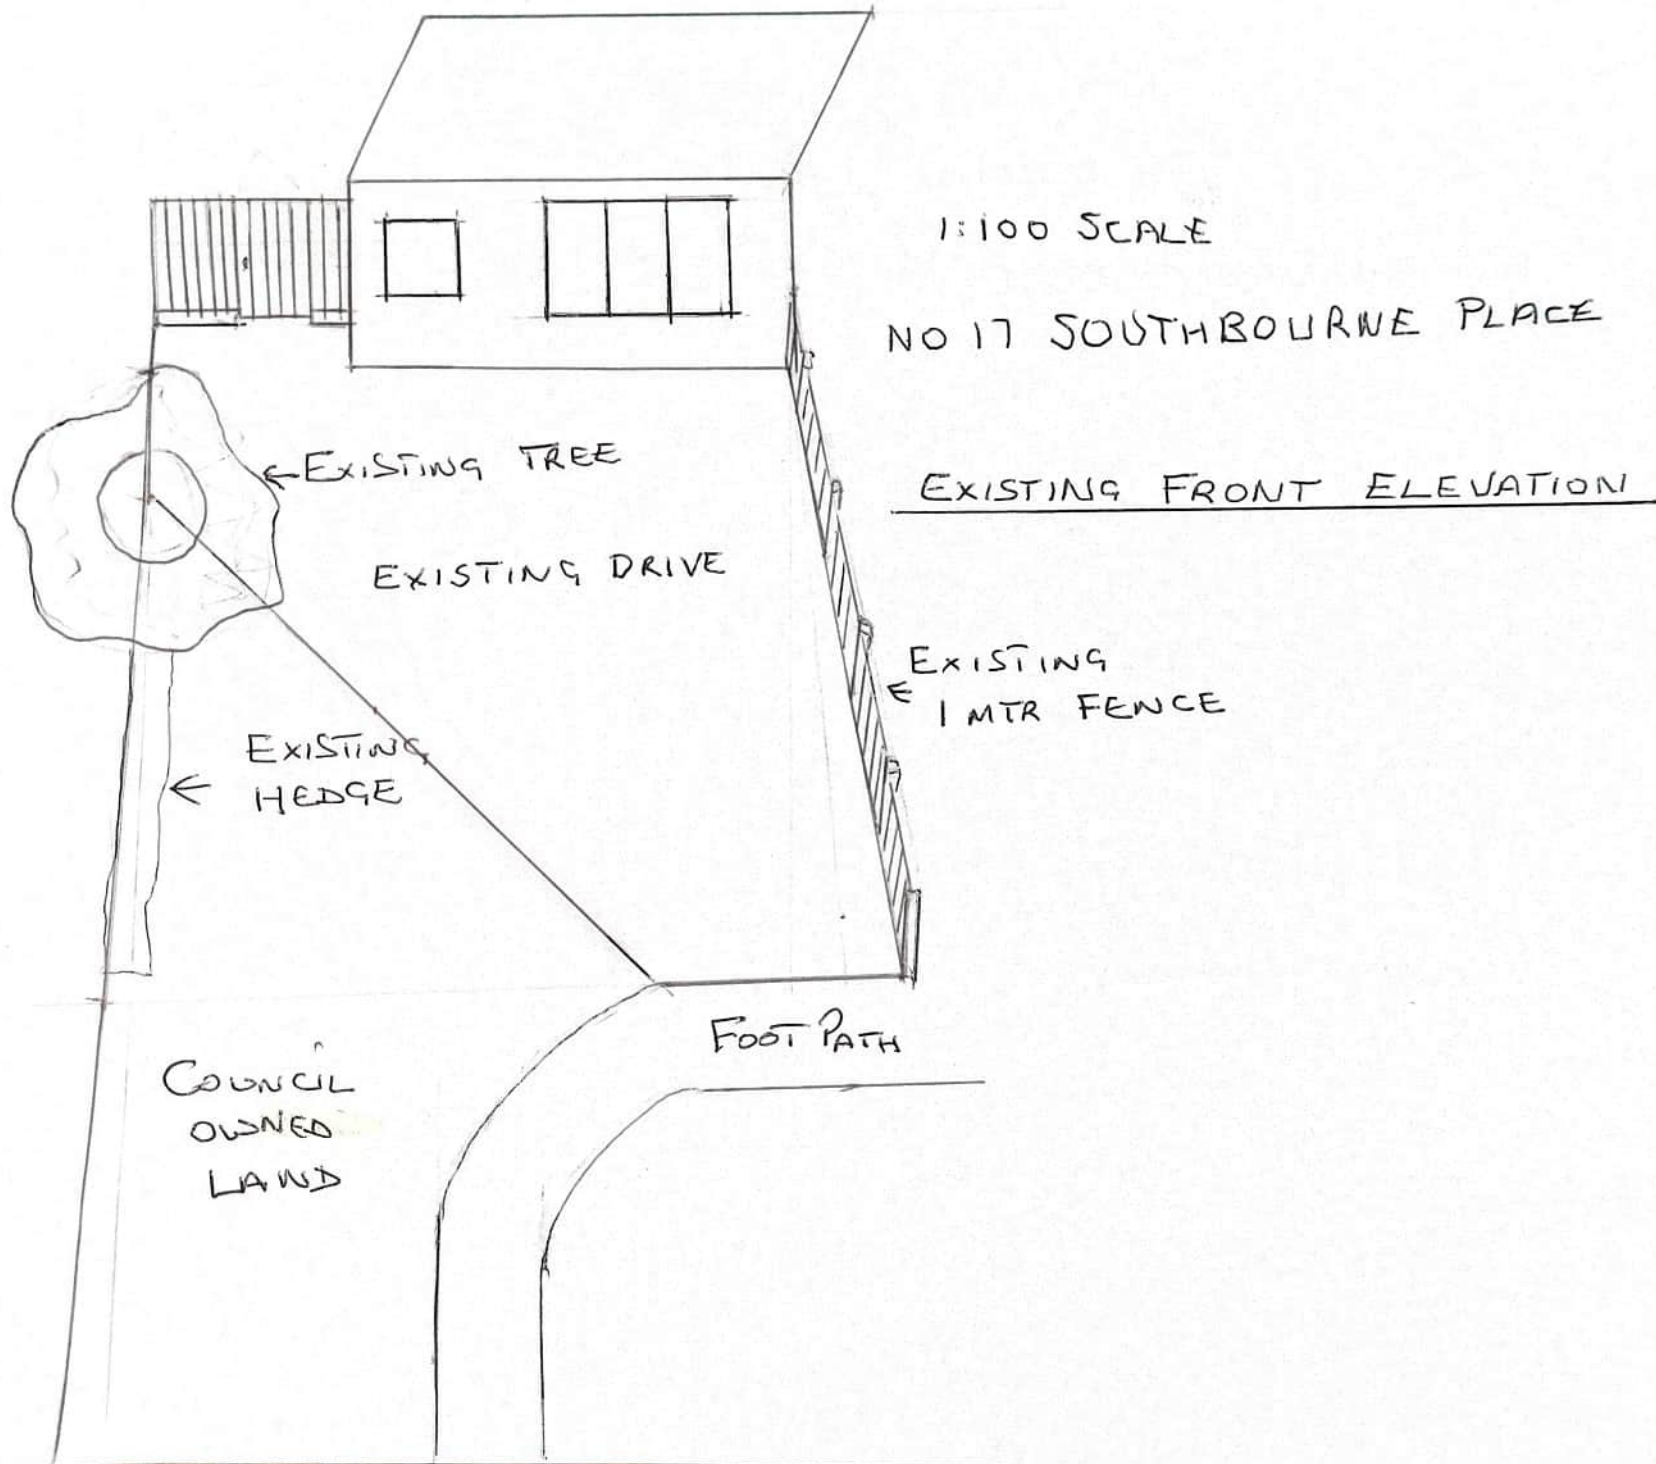 1:100 SCALE
NO 17 SOUTHBOURNE PLACE
EXISTING TREE
EXISTING FRONT ELEVATION
EXISTING DRIVE
EXISTING
1 MTR FENCE
EXISTING
HEDGE
FOOT PATH
COUNCIL
OWNED
LAND